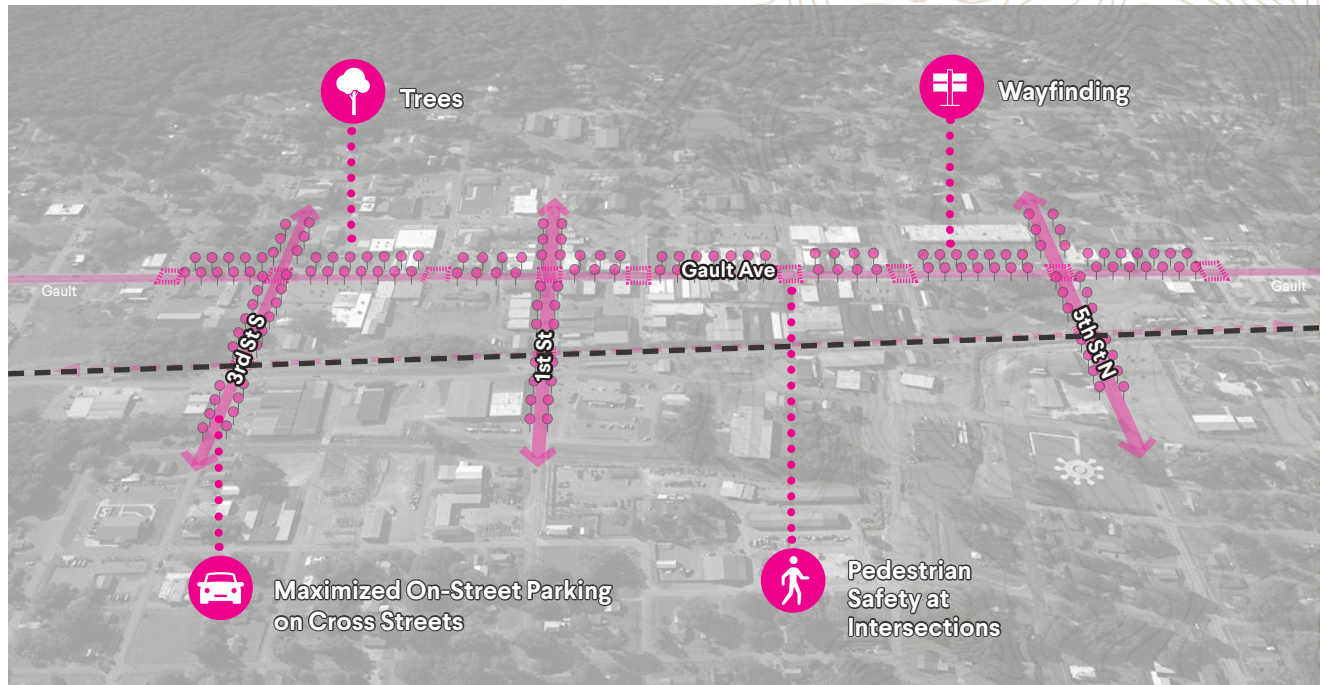 Trees
Wayfinding
Gault Ave
Gault
Gault
3rd St S
1st St
5th St N
Maximized On-Street Parking
on Cross Streets
Pedestrian
Safety at
Intersections